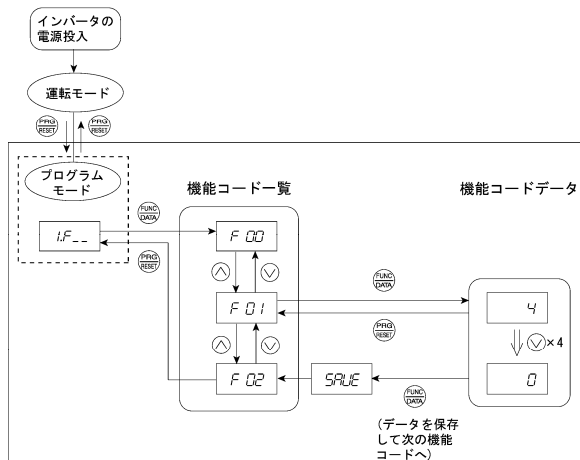 インバータの
電源投入
運転モード
PRG
RESET
PRG
RESET
プログラム
モード
機能コード一覧
機能コードデータ
FUNC
DATA
1.F__
F 00
PRG
RESET
FUNC
DATA
F 01
4
PRG
RESET
×4
F 02
SAVE
0
FUNC
DATA
(データを保存
して次の機能
コードへ)